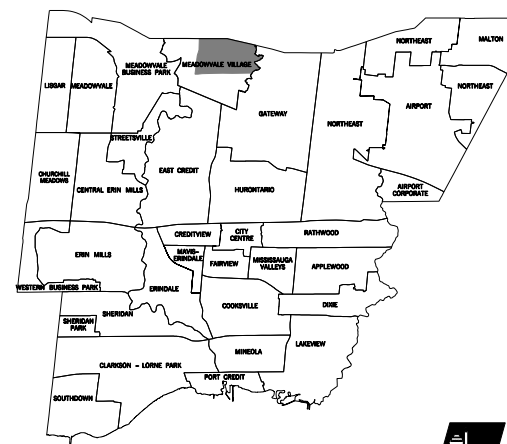 NORTHEAST
MALTON
MEADOWVALE
BUSINESS PARK
MEADOWVALE VILLAGE
LISGAR
MEADOWVALE
NORTHEAST
AIRPORT
GATEWAY
NORTHEAST
STREETSVILLE
EAST CREDIT
CHURCHILL
MEADOWS
CENTRAL ERIN MILLS
HURONTARIO
AIRPORT
CORPORATE
CREDITVIEW
CITY
CENTRE
RATHWOOD
MAVIS-
ERINDALE
ERIN MILLS
FAIRVIEW
MISSISSAUGA
VALLEYS
APPLEWOOD
WESTERN BUSINESS PARK
ERINDALE
COOKSVILLE
DIXIE
SHERIDAN
SHERIDAN
PARK
LAKEVIEW
MINEOLA
CLARKSON - LORNE PARK
PORT CREDIT
SOUTHDOWN